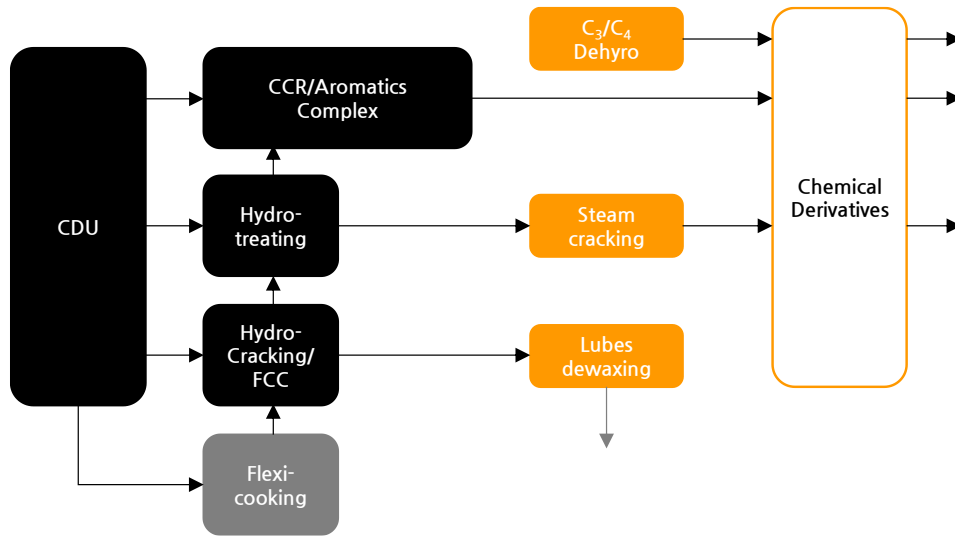 C₃/C₄
Dehyro
CCR/Aromatics
Complex
CDU
Hydro-
treating
Steam
cracking
Chemical
Derivatives
Hydro-
Cracking/
FCC
Lubes
dewaxing
Flexi-
cooking